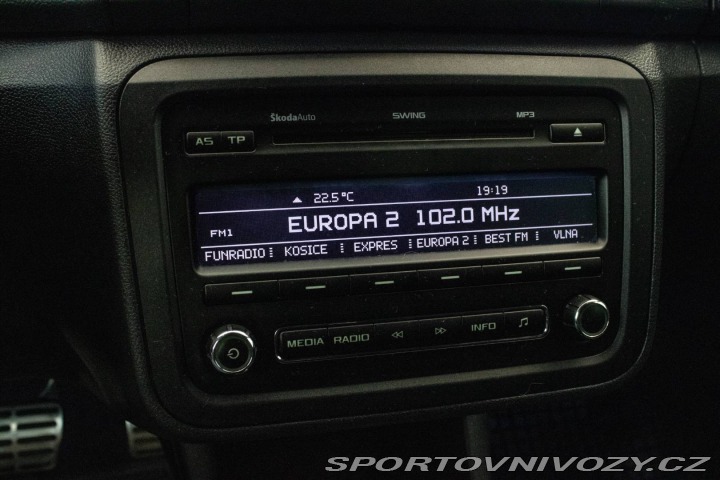 ŠkodaAuto SWING MP3
AS TP
22.5°C 19:19
FM1 EUROPA 2 102.0 MHz
FUNRADIO KOSICE EXPRES EUROPA 2 BEST FM VLNA
MEDIA RADIO INFO
SPORTOVNIVOZY.CZ